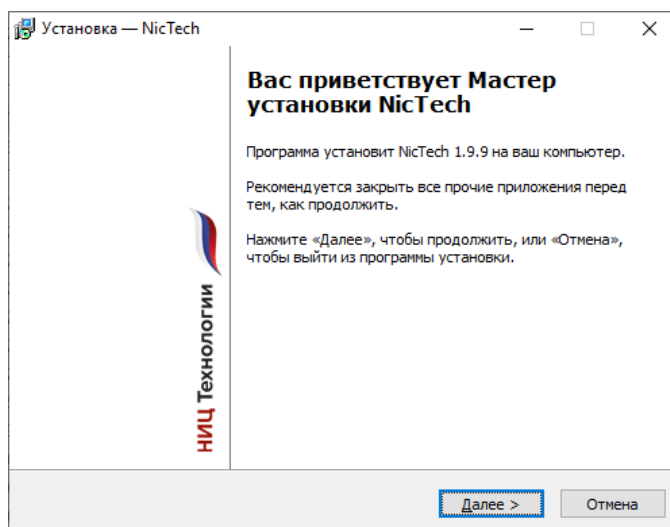 Установка — NicTech
Вас приветствует Мастер
установки NicTech
Программа установит NicTech 1.9.9 на ваш компьютер.
Рекомендуется закрыть все прочие приложения перед
тем, как продолжить.
Нажмите «Далее», чтобы продолжить, или «Отмена»,
чтобы выйти из программы установки.
НИЦ Технологии
Далее >
Отмена